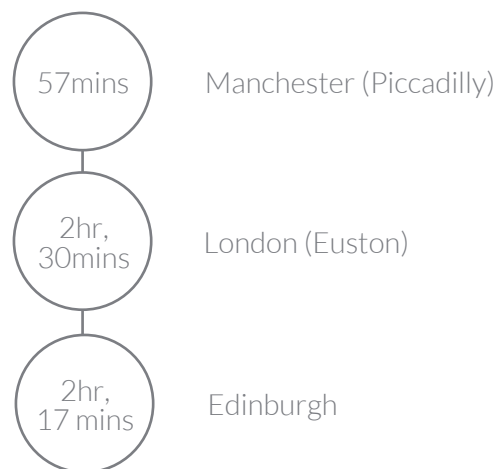 57mins
Manchester (Piccadilly)
2hr,
30mins
London (Euston)
2hr,
17 mins
Edinburgh